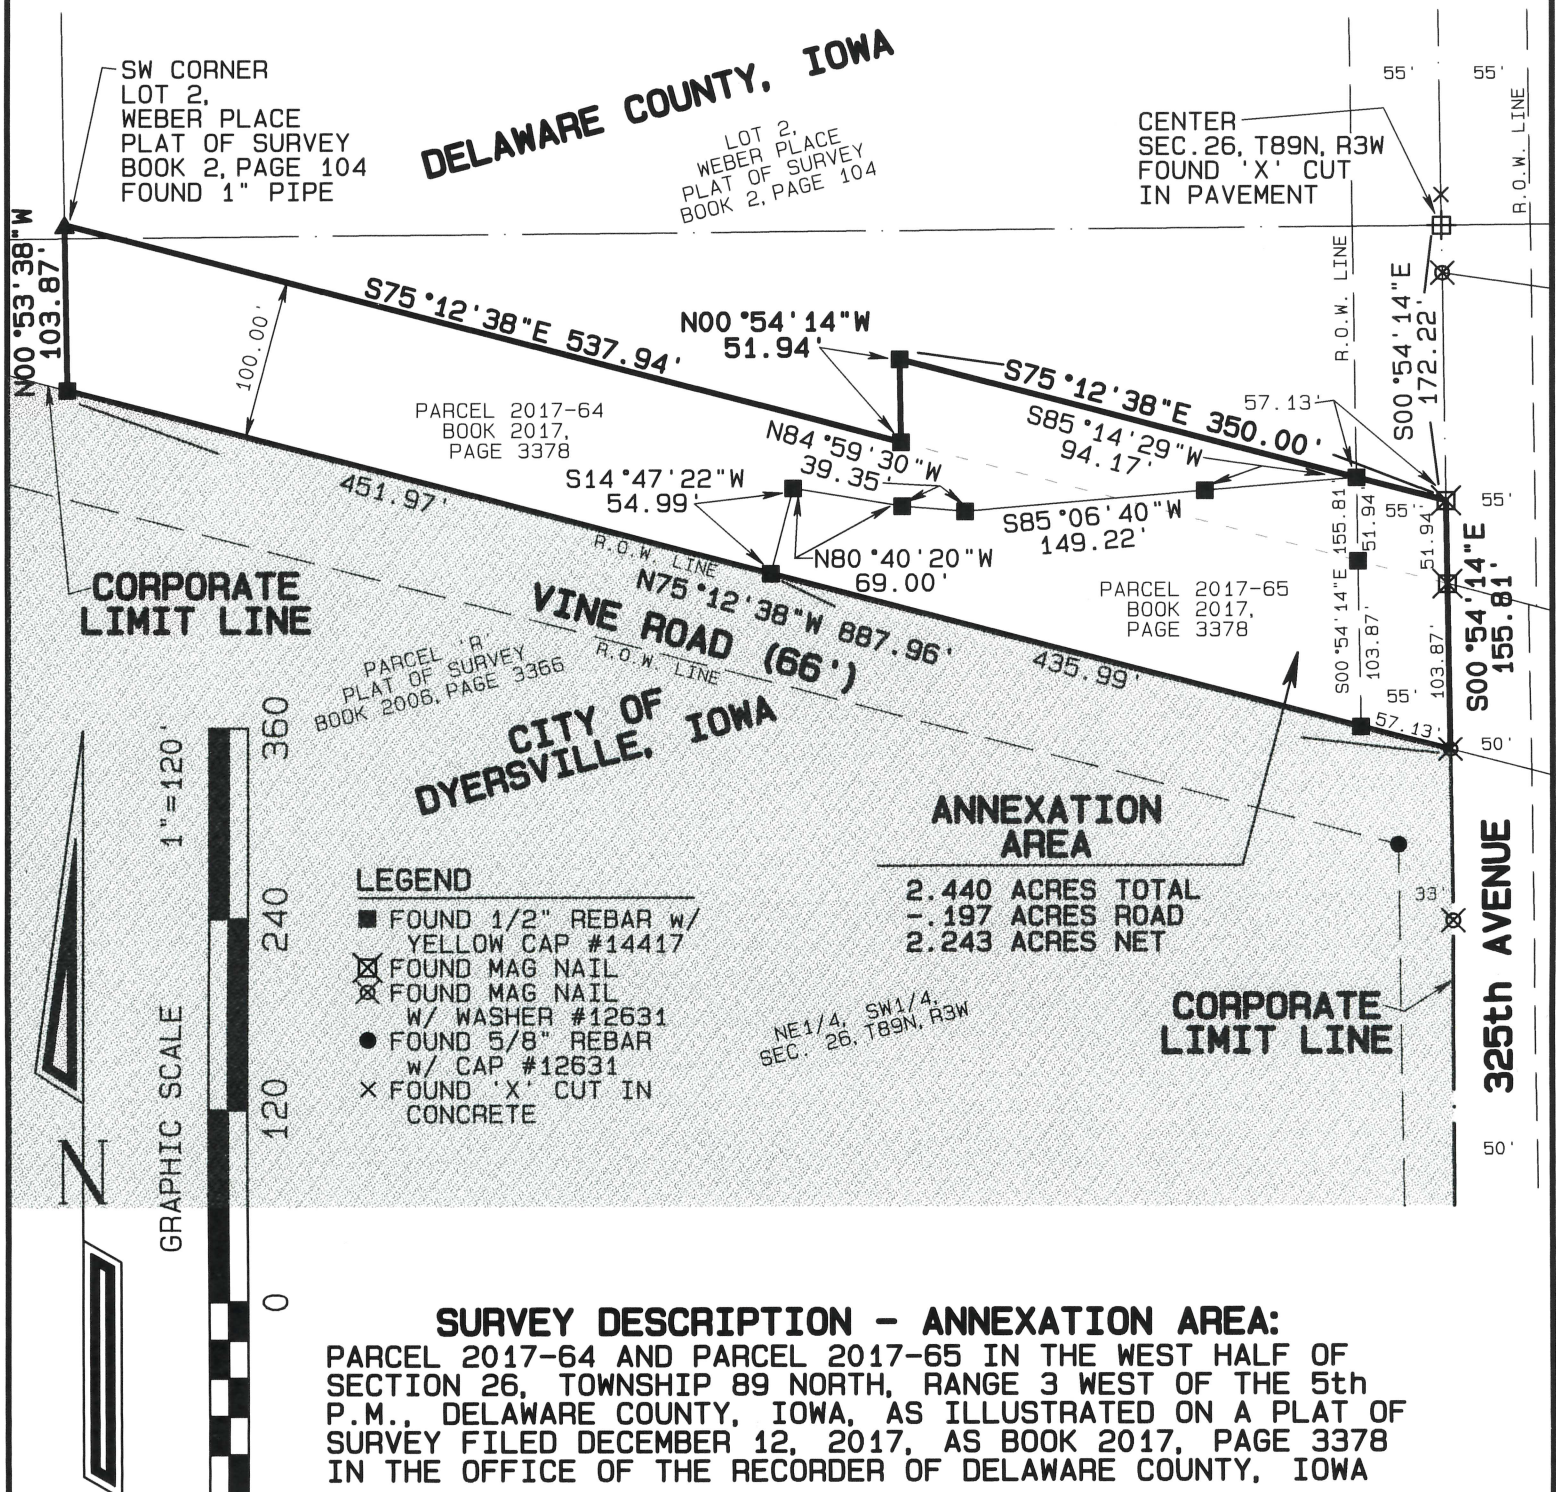 DELAWARE COUNTY, IOWA
SW CORNER
LOT 2,
WEBER PLACE
PLAT OF SURVEY
BOOK 2, PAGE 104
FOUND 1" PIPE
LOT 2,
WEBER PLACE
PLAT OF SURVEY
BOOK 2, PAGE 104
CENTER
SEC.26, T89N, R3W
FOUND 'X' CUT
IN PAVEMENT
55'
55'
R.O.W. LINE
R.O.W. LINE
S00°54'14"E
172.22'
N00°53'38"W
103.87'
100.00'
S75°12'38"E 537.94'
N00°54'14"W
51.94'
S75°12'38"E 350.00'
57.13'
S85°14'29"W
94.17'
PARCEL 2017-64
BOOK 2017,
PAGE 3378
N84°59'30"W
39.35'
S14°47'22"W
54.99'
451.97'
S85°06'40"W
149.22'
N80°40'20"W
69.00'
55'
55'
S00°54'14"E 155.81'
51.94'
51.94'
103.87'
103.87'
S00°54'14"E
155.81'
R.O.W. LINE
N75°12'38"W 887.96'
VINE ROAD (66')
R.O.W. LINE
PARCEL 2017-65
BOOK 2017,
PAGE 3378
435.99'
55'
57.13'
50'
CORPORATE
LIMIT LINE
PARCEL 'A'
PLAT OF SURVEY
BOOK 2006, PAGE 3366
CITY OF
DYERSVILLE, IOWA
ANNEXATION
AREA
2.440 ACRES TOTAL
-.197 ACRES ROAD
2.243 ACRES NET
33'
325th AVENUE
CORPORATE
LIMIT LINE
50'
LEGEND
FOUND 1/2" REBAR w/
YELLOW CAP #14417
FOUND MAG NAIL
FOUND MAG NAIL
W/ WASHER #12631
FOUND 5/8" REBAR
w/ CAP #12631
FOUND 'X' CUT IN
CONCRETE
NE1/4, SW1/4,
SEC. 26, T89N, R3W
1"=120'
GRAPHIC SCALE
360
240
120
0
N
SURVEY DESCRIPTION - ANNEXATION AREA:
PARCEL 2017-64 AND PARCEL 2017-65 IN THE WEST HALF OF
SECTION 26, TOWNSHIP 89 NORTH, RANGE 3 WEST OF THE 5th
P.M., DELAWARE COUNTY, IOWA, AS ILLUSTRATED ON A PLAT OF
SURVEY FILED DECEMBER 12, 2017, AS BOOK 2017, PAGE 3378
IN THE OFFICE OF THE RECORDER OF DELAWARE COUNTY, IOWA